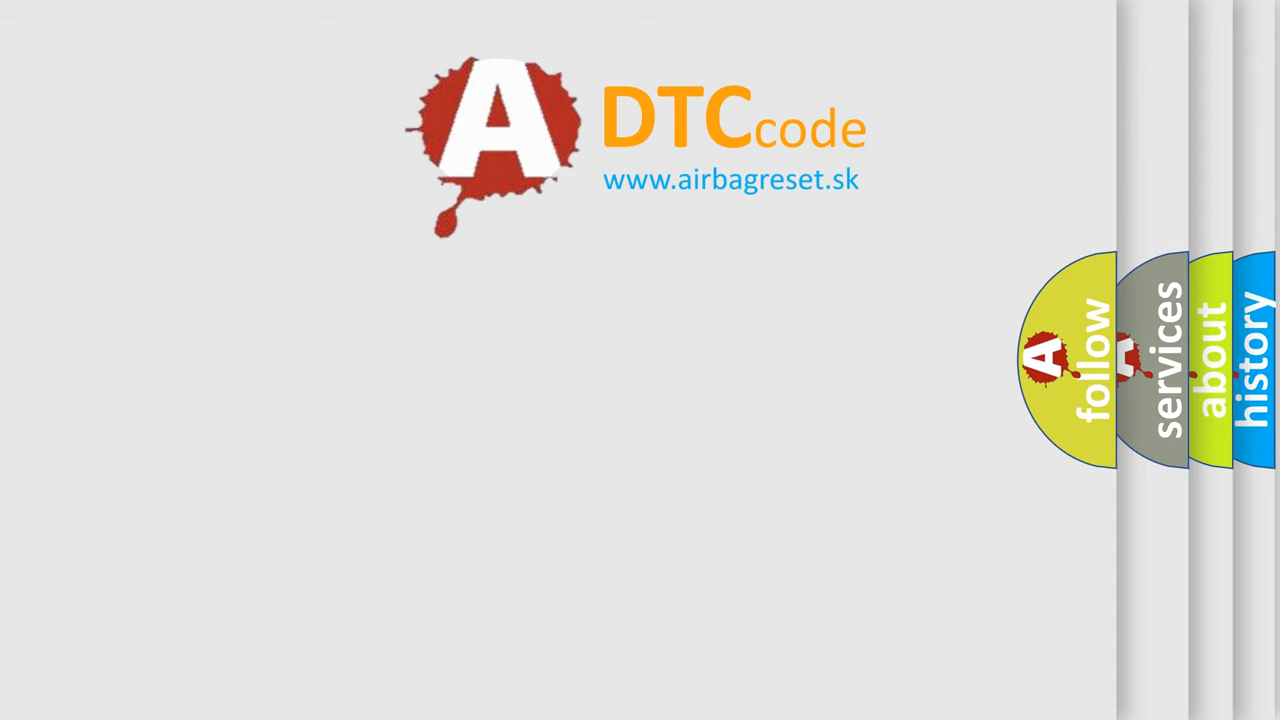 A DTCcode
www.airbagreset.sk
A follow
A services
about
history